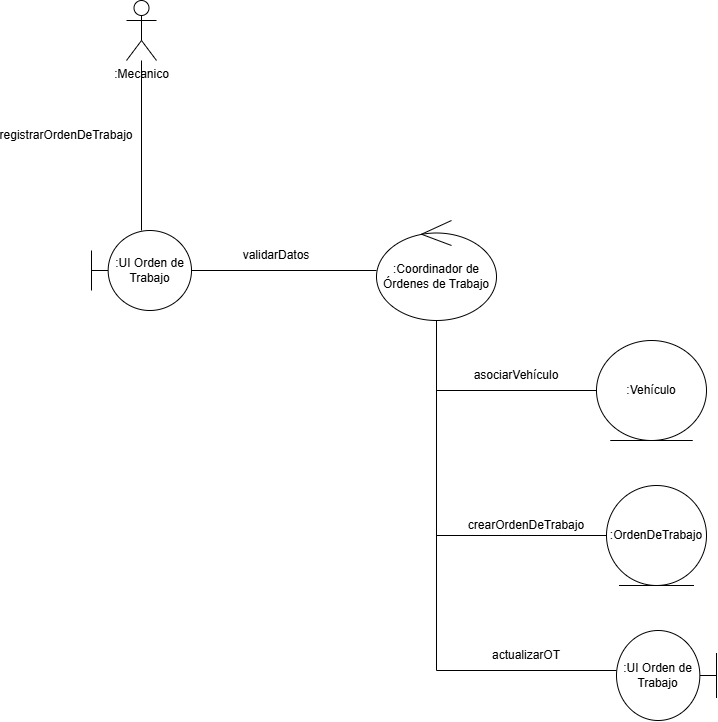 :Mecanico
registrarOrdenDeTrabajo
:UI Orden de
Trabajo
validarDatos
:Coordinador de
Órdenes de Trabajo
asociarVehículo
:Vehículo
crearOrdenDeTrabajo
:OrdenDeTrabajo
actualizarOT
:UI Orden de
Trabajo